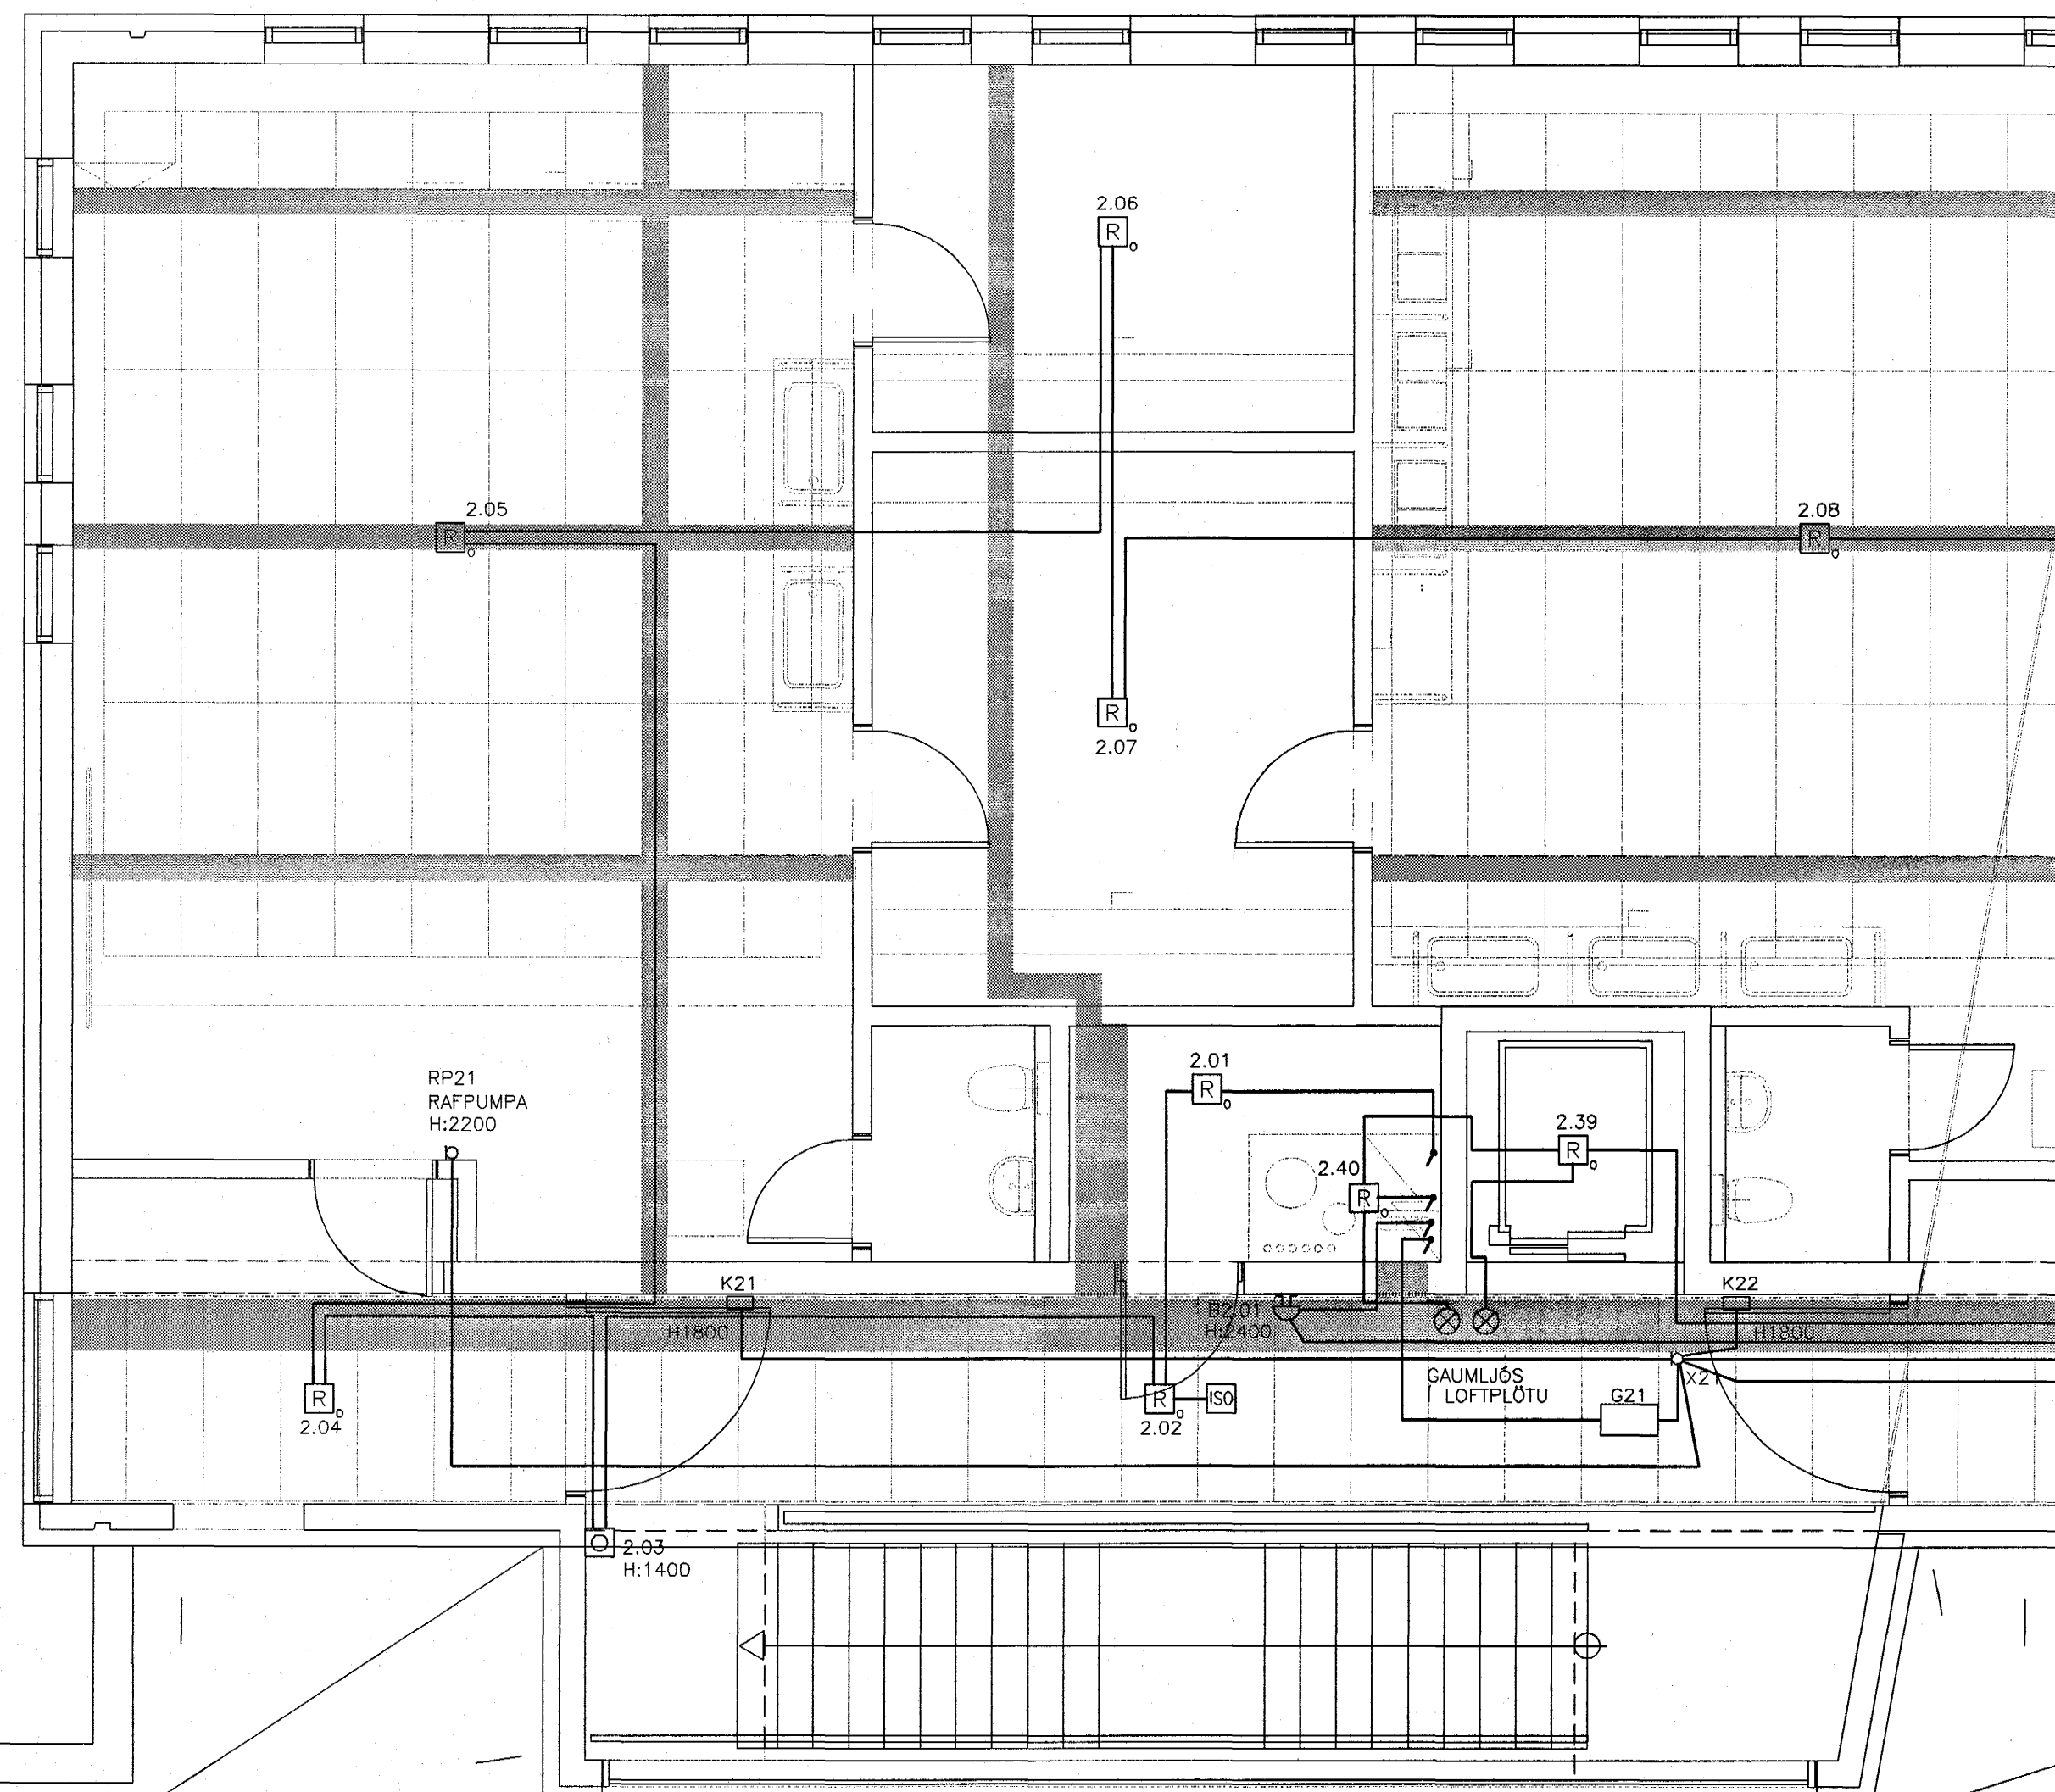 2.06
R
2.05
R
2.08
R
R
2.07
RP21
RAFPUMPA
H:2200
2.01
R
2.39
R
2.40
R
K21
K22
B2.01
H:2400
H1800
H1800
X21
GAUMLJÓS
LOFTPLÖTU
G21
R
2.04
R
2.02
ISO
2.03
H:1400